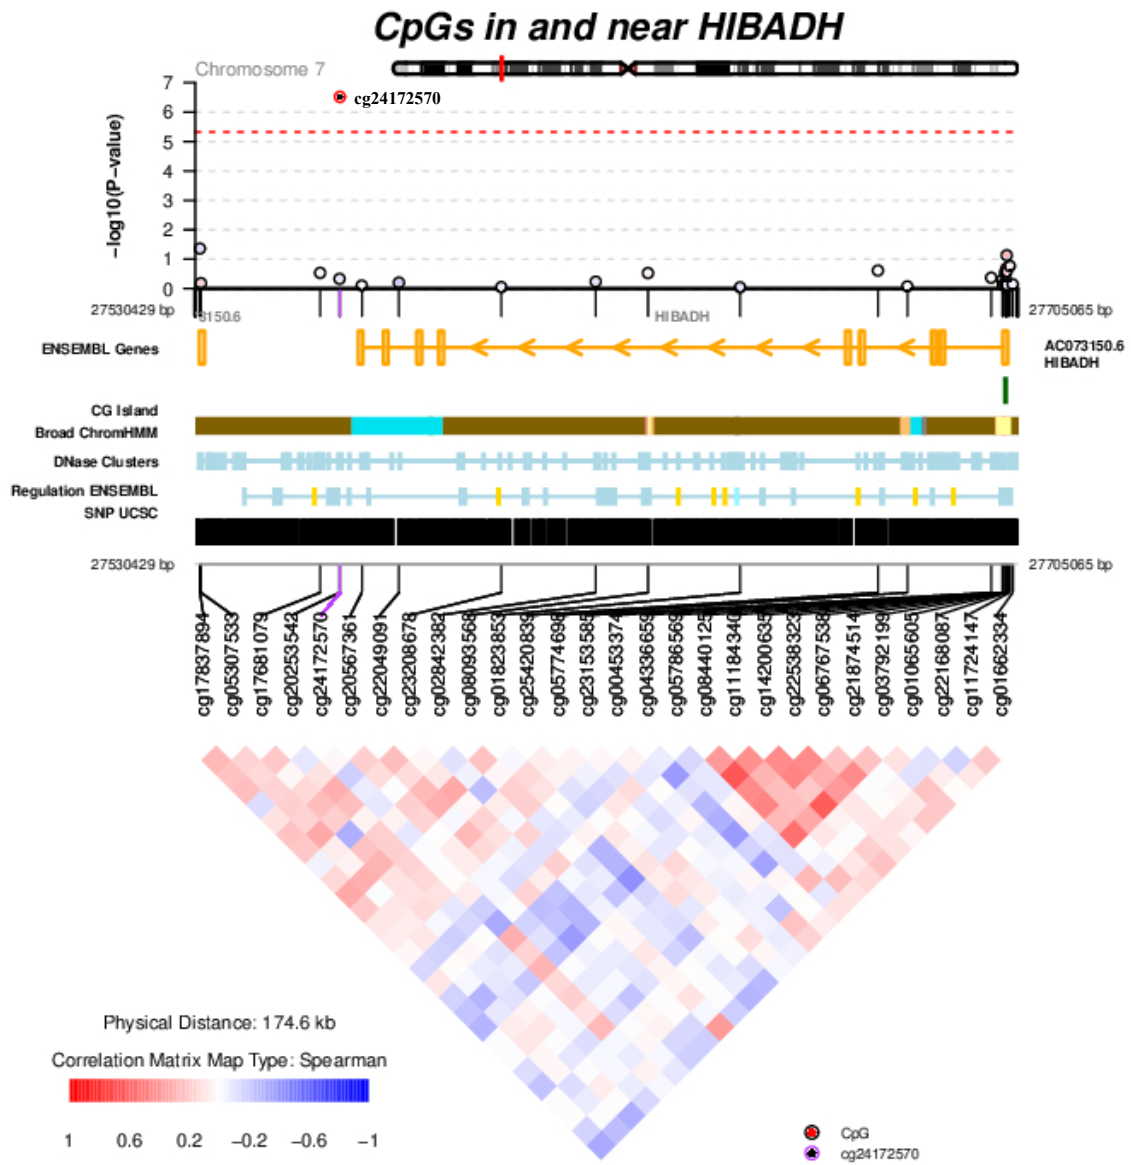 CpGs in and near HIBADH
Chromosome 7
7
cg24172570
6
5
4
3
2
1
0
-log10(P-value)
27530429 bp
3150.6
HIBADH
27705065 bp
ENSEMBL Genes
AC073150.6
HIBADH
CG Island
Broad ChromHMM
DNase Clusters
Regulation ENSEMBL
SNP UCSC
27530429 bp
27705065 bp
cg17837894
cg05307533
cg17681079
cg20253542
cg24172570
cg20567361
cg22049091
cg23208678
cg02842382
cg08093568
cg01823853
cg25420839
cg05774698
cg23153585
cg00453374
cg04336659
cg05786569
cg08440125
cg11184340
cg14200635
cg22538323
cg06767538
cg21874514
cg03792199
cg01065605
cg22168087
cg11724147
cg01662334
Physical Distance: 174.6 kb
Correlation Matrix Map Type: Spearman
1 0.6 0.2 -0.2 -0.6 -1
CpG
cg24172570